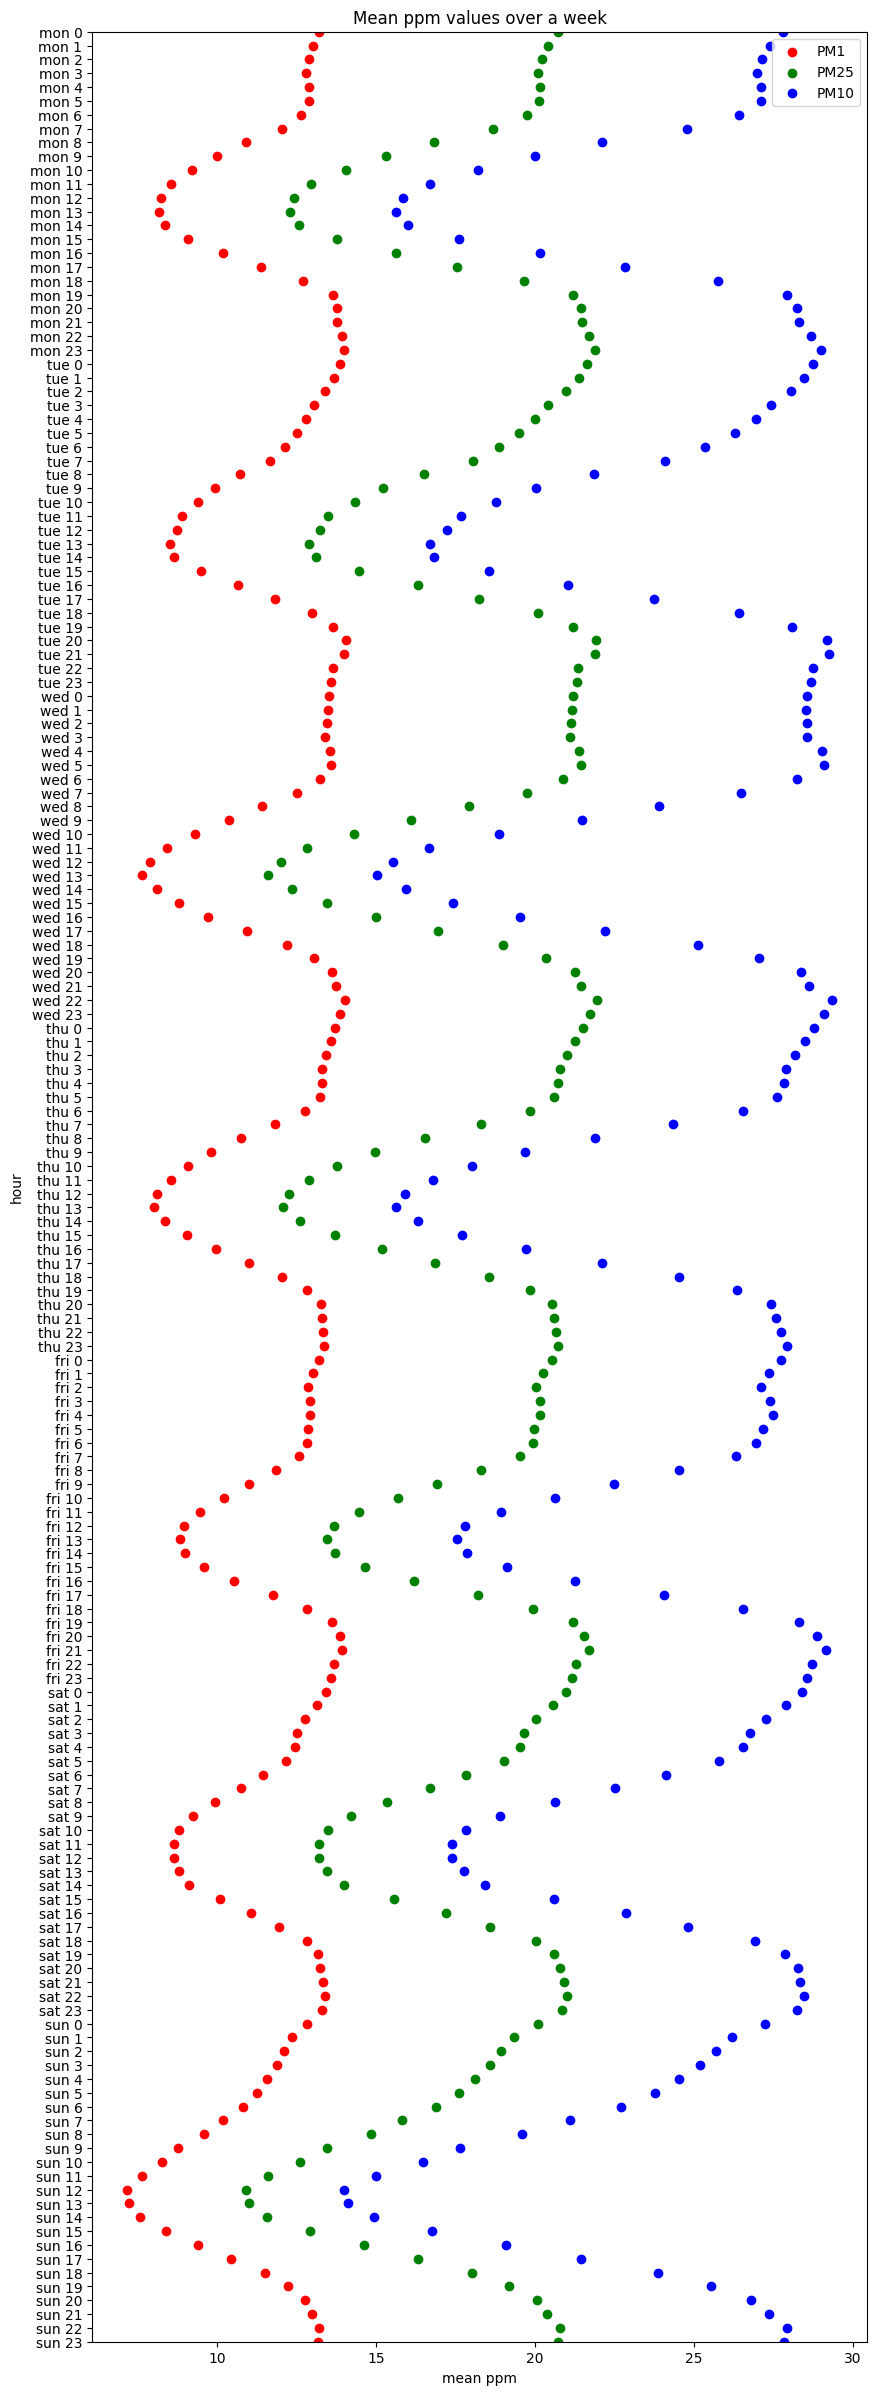 Mean ppm values over a week
PM1
PM25
PM10
mon 0
mon 1
mon 2
mon 3
mon 4
mon 5
mon 6
mon 7
mon 8
mon 9
mon 10
mon 11
mon 12
mon 13
mon 14
mon 15
mon 16
mon 17
mon 18
mon 19
mon 20
mon 21
mon 22
mon 23
tue 0
tue 1
tue 2
tue 3
tue 4
tue 5
tue 6
tue 7
tue 8
tue 9
tue 10
tue 11
tue 12
tue 13
tue 14
tue 15
tue 16
tue 17
tue 18
tue 19
tue 20
tue 21
tue 22
tue 23
wed 0
wed 1
wed 2
wed 3
wed 4
wed 5
wed 6
wed 7
wed 8
wed 9
wed 10
wed 11
wed 12
wed 13
wed 14
wed 15
wed 16
wed 17
wed 18
wed 19
wed 20
wed 21
wed 22
wed 23
thu 0
thu 1
thu 2
thu 3
thu 4
thu 5
thu 6
thu 7
thu 8
thu 9
thu 10
thu 11
thu 12
thu 13
thu 14
thu 15
thu 16
thu 17
thu 18
thu 19
thu 20
thu 21
thu 22
thu 23
fri 0
fri 1
fri 2
fri 3
fri 4
fri 5
fri 6
fri 7
fri 8
fri 9
fri 10
fri 11
fri 12
fri 13
fri 14
fri 15
fri 16
fri 17
fri 18
fri 19
fri 20
fri 21
fri 22
fri 23
sat 0
sat 1
sat 2
sat 3
sat 4
sat 5
sat 6
sat 7
sat 8
sat 9
sat 10
sat 11
sat 12
sat 13
sat 14
sat 15
sat 16
sat 17
sat 18
sat 19
sat 20
sat 21
sat 22
sat 23
sun 0
sun 1
sun 2
sun 3
sun 4
sun 5
sun 6
sun 7
sun 8
sun 9
sun 10
sun 11
sun 12
sun 13
sun 14
sun 15
sun 16
sun 17
sun 18
sun 19
sun 20
sun 21
sun 22
sun 23
hour
10 15 20 25 30
mean ppm